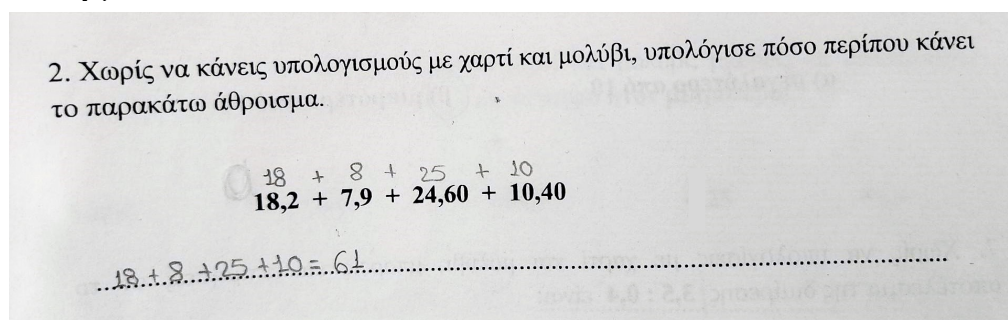 2. Χωρίς να κάνεις υπολογισμούς με χαρτί και μολύβι, υπολόγισε πόσο περίπου κάνει
το παρακάτω άθροισμα.
18 + 8 + 25 + 10
18,2 + 7,9 + 24,60 + 10,40
18 + 8 + 25 + 10 = 61